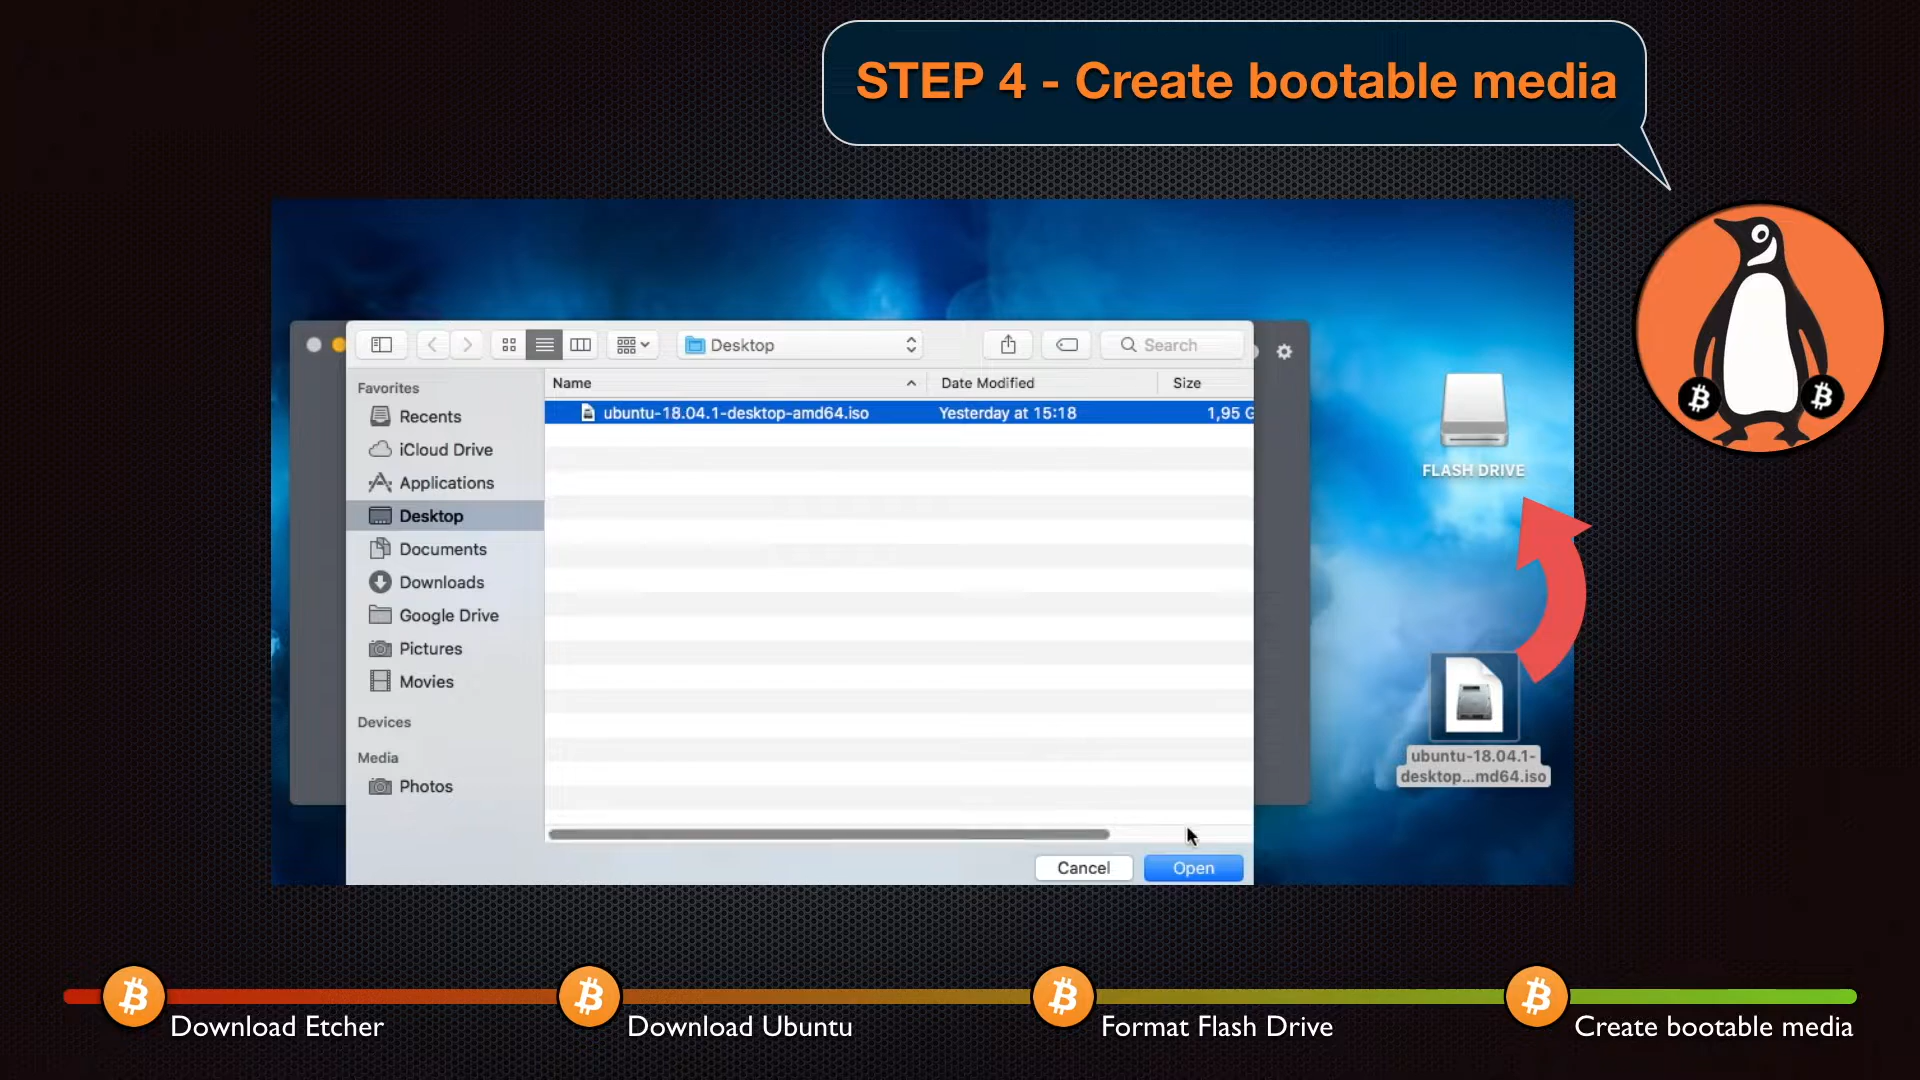 STEP 4 - Create bootable media
Desktop
Search
Favorites
Recents
iCloud Drive
Applications
Desktop
Documents
Downloads
Google Drive
Pictures
Movies
Devices
Media
Photos
Name
Date Modified
Size
ubuntu-18.04.1-desktop-amd64.iso
Yesterday at 15:18
1,95 G
Cancel
Open
FLASH DRIVE
ubuntu-18.04.1-
desktop...md64.iso
Download Etcher
Download Ubuntu
Format Flash Drive
Create bootable media